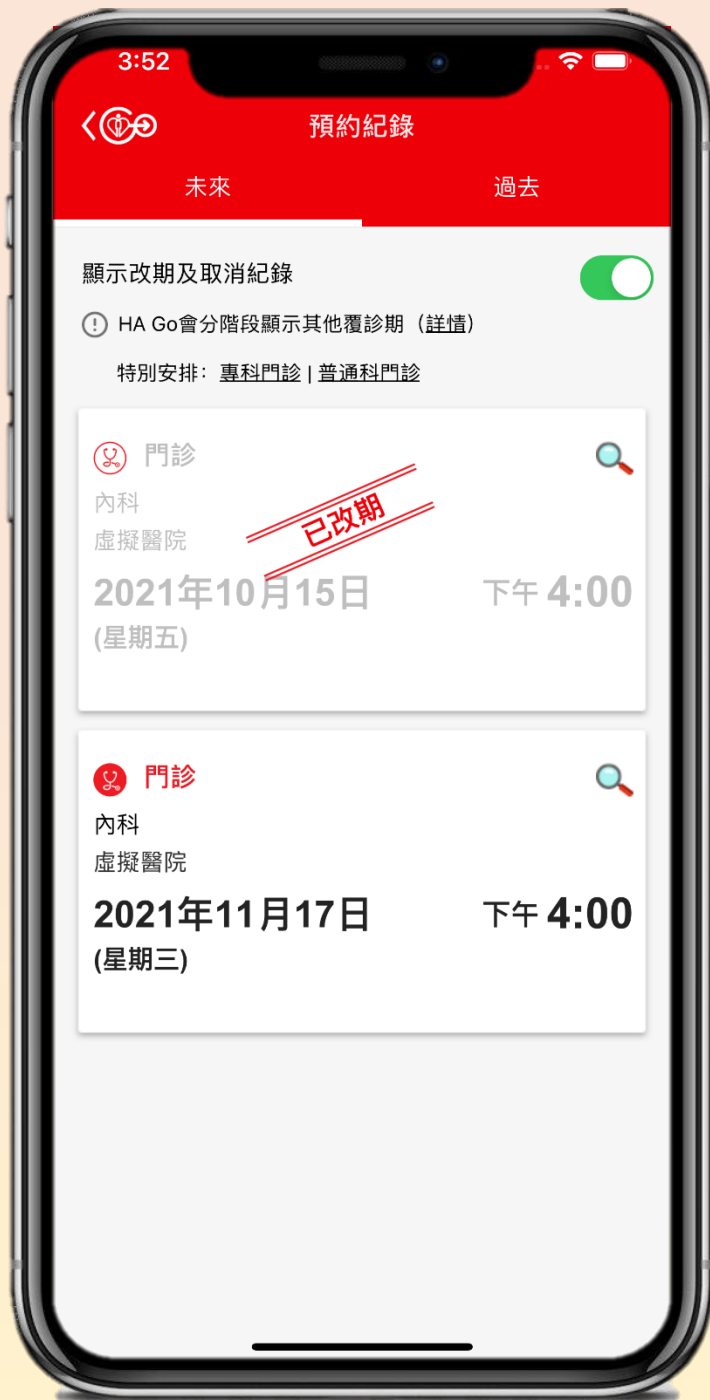 3:52
預約紀錄
未來 過去
顯示改期及取消紀錄
HA Go會分階段顯示其他覆診期（詳情）
特別安排：專科門診 | 普通科門診
門診
內科
虛擬醫院
已改期
2021年10月15日 下午 4:00
(星期五)
門診
內科
虛擬醫院
2021年11月17日 下午 4:00
(星期三)